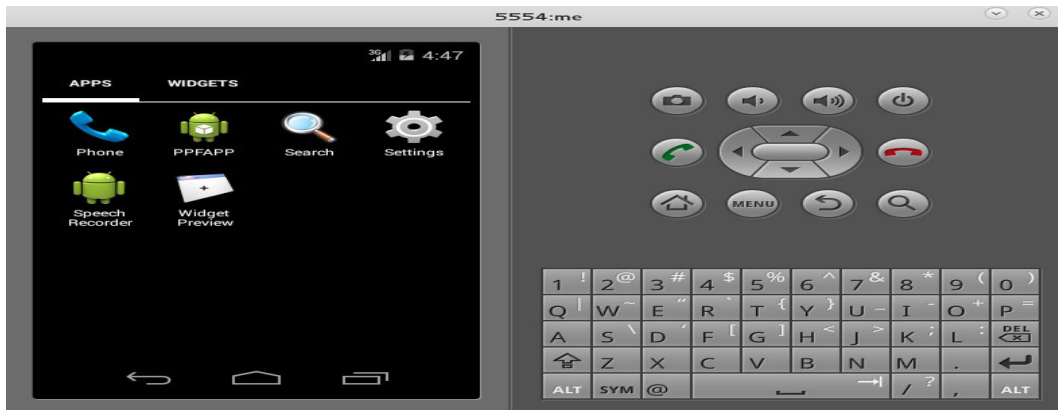 5554:me
3G 4:47
APPS WIDGETS
Phone PPFAPP Search Settings
Speech Recorder Widget Preview
MENU
1 ! 2 @ 3 # 4 $ 5 % 6 ^ 7 & 8 * 9 ( 0 )
Q | W ~ E " R ` T { Y } U _ I - O + P =
A S \ D ' F [ G ] H < J > K ; L : DEL
Z X C V B N M .
ALT SYM @ / ? , ALT